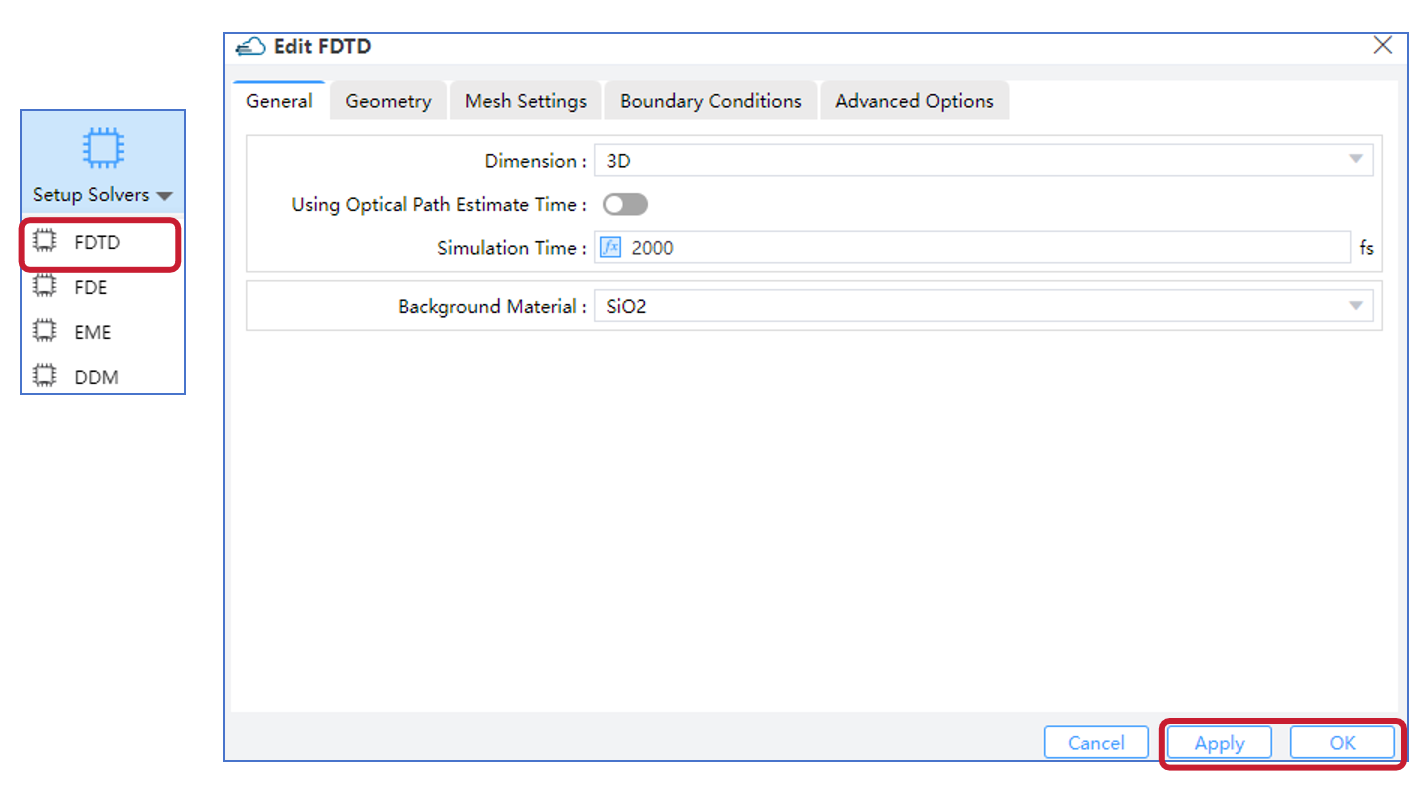 Setup Solvers
FDTD
FDE
EME
DDM
Edit FDTD
General Geometry Mesh Settings Boundary Conditions Advanced Options
Dimension : 3D
Using Optical Path Estimate Time :
Simulation Time : fx 2000 fs
Background Material : SiO2
Cancel Apply OK